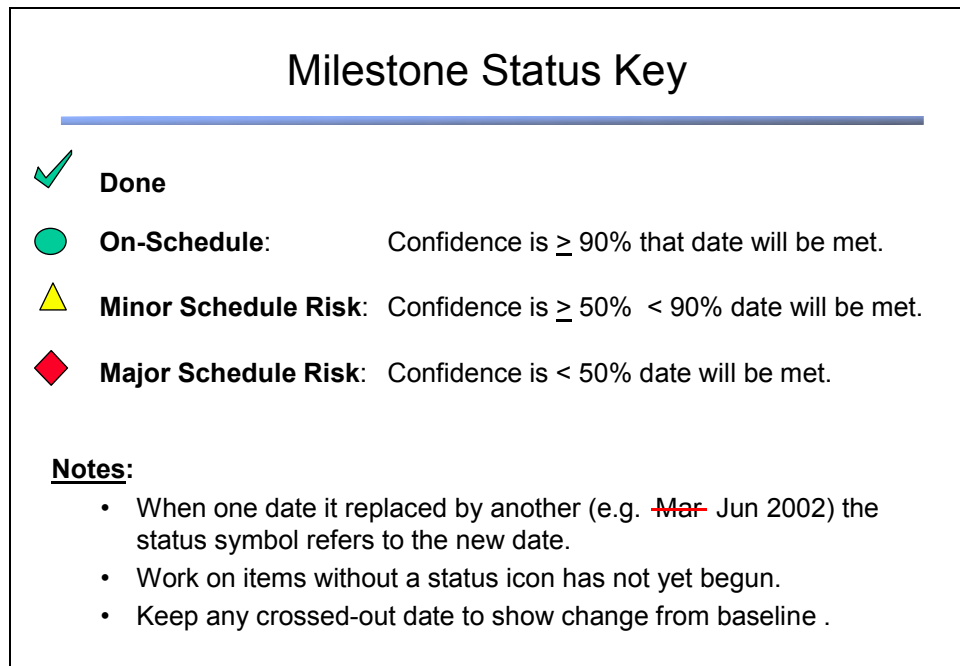 Milestone Status Key
Done
On-Schedule: Confidence is ≥ 90% that date will be met.
Minor Schedule Risk: Confidence is ≥ 50% < 90% date will be met.
Major Schedule Risk: Confidence is < 50% date will be met.
Notes:
• When one date it replaced by another (e.g. Mar Jun 2002) the
status symbol refers to the new date.
• Work on items without a status icon has not yet begun.
• Keep any crossed-out date to show change from baseline .